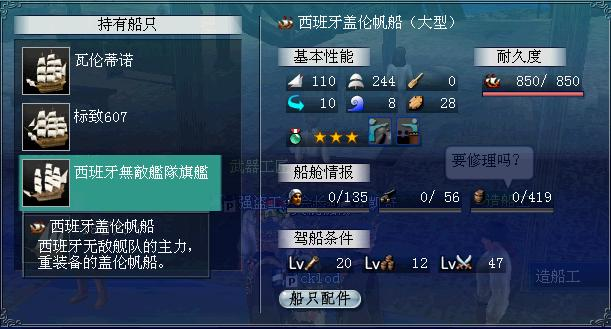 持有船只
瓦伦蒂诺
标致607
西班牙無敵艦隊旗艦
西班牙盖伦帆船
西班牙无敌舰队的主力，
重装备的盖伦帆船。
西班牙盖伦帆船（大型）
基本性能
110 244 0
10 8 28
耐久度
850/ 850
武器工匠
要修理吗?
船舱情报
0/135 0/ 56 0/419
强盗工会
驾船条件
Lv 20 Lv 12 Lv 47
船只配件
造船工